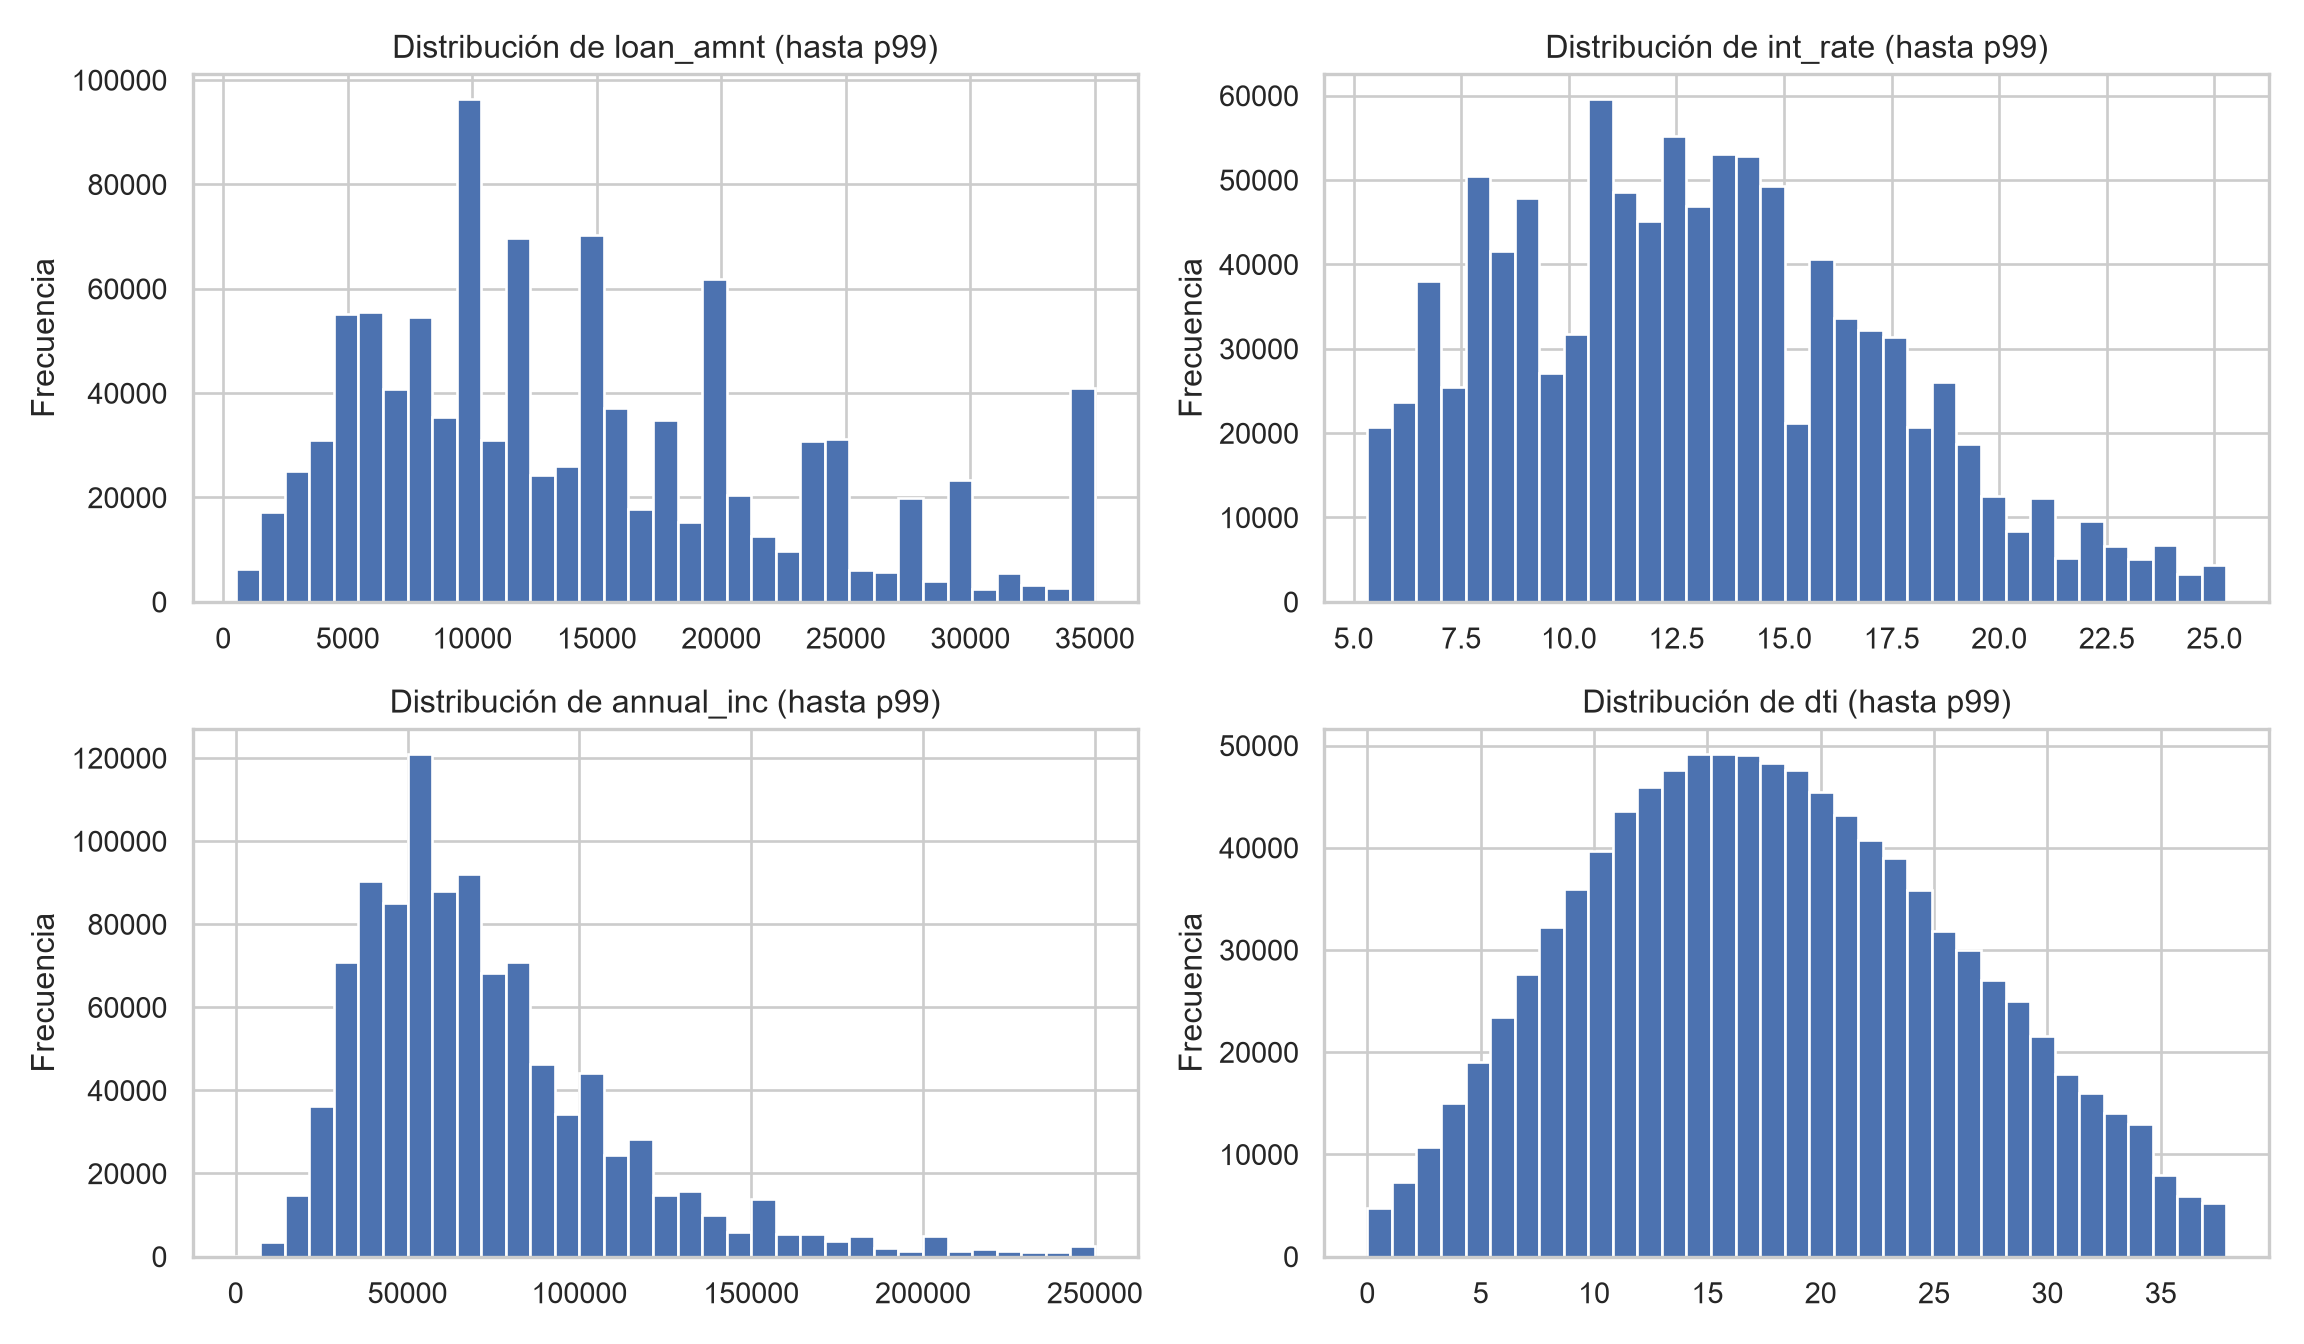 Distribución de loan_amnt (hasta p99)
100000
80000
60000
40000
20000
0
Frecuencia
0 5000 10000 15000 20000 25000 30000 35000
Distribución de int_rate (hasta p99)
60000
50000
40000
30000
20000
10000
0
Frecuencia
5.0 7.5 10.0 12.5 15.0 17.5 20.0 22.5 25.0
Distribución de annual_inc (hasta p99)
120000
100000
80000
60000
40000
20000
0
Frecuencia
0 50000 100000 150000 200000 250000
Distribución de dti (hasta p99)
50000
40000
30000
20000
10000
0
Frecuencia
0 5 10 15 20 25 30 35